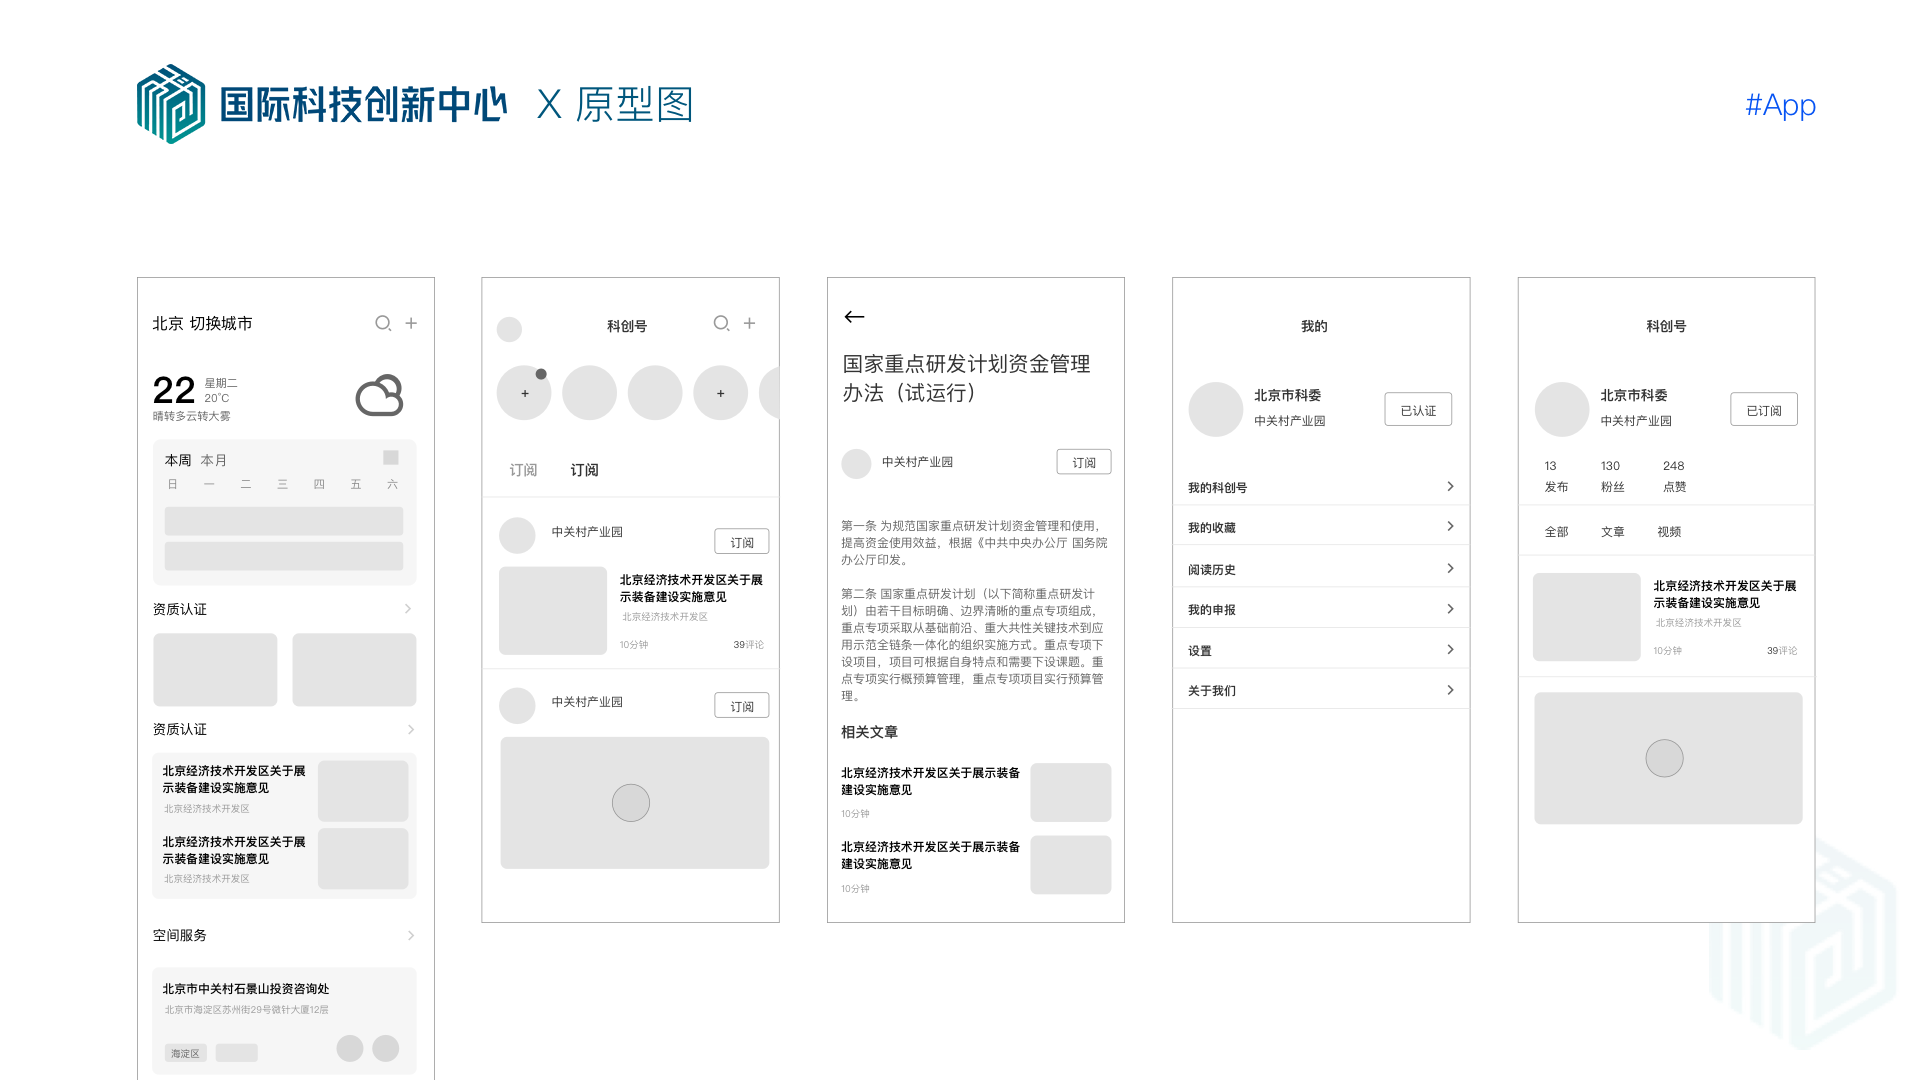 国际科技创新中心 X 原型图
#App
北京 切换城市
22
星期二
20°C
晴转多云转大雾
本周 本月
日 一 二 三 四 五 六
资质认证
资质认证
北京经济技术开发区关于展
示装备建设实施意见
北京经济技术开发区
北京经济技术开发区关于展
示装备建设实施意见
北京经济技术开发区
空间服务
北京市中关村石景山投资咨询处
北京市海淀区苏州街29号微针大厦12层
海淀区
科创号
+ +
订阅 订阅
中关村产业园
订阅
北京经济技术开发区关于展
示装备建设实施意见
北京经济技术开发区
10分钟 39评论
中关村产业园
订阅
国家重点研发计划资金管理
办法（试运行）
中关村产业园
订阅
第一条 为规范国家重点研发计划资金管理和使用，
提高资金使用效益，根据《中共中央办公厅 国务院
办公厅印发。
第二条 国家重点研发计划（以下简称重点研发计
划）由若干目标明确、边界清晰的重点专项组成，
重点专项采取从基础前沿、重大共性关键技术到应
用示范全链条一体化的组织实施方式。重点专项下
设项目，项目可根据自身特点和需要下设课题。重
点专项实行概预算管理，重点专项项目实行预算管
理。
相关文章
北京经济技术开发区关于展示装备
建设实施意见
10分钟
北京经济技术开发区关于展示装备
建设实施意见
10分钟
我的
北京市科委
中关村产业园
已认证
我的科创号
我的收藏
阅读历史
我的申报
设置
关于我们
科创号
北京市科委
中关村产业园
已订阅
13 130 248
发布 粉丝 点赞
全部 文章 视频
北京经济技术开发区关于展
示装备建设实施意见
北京经济技术开发区
10分钟 39评论